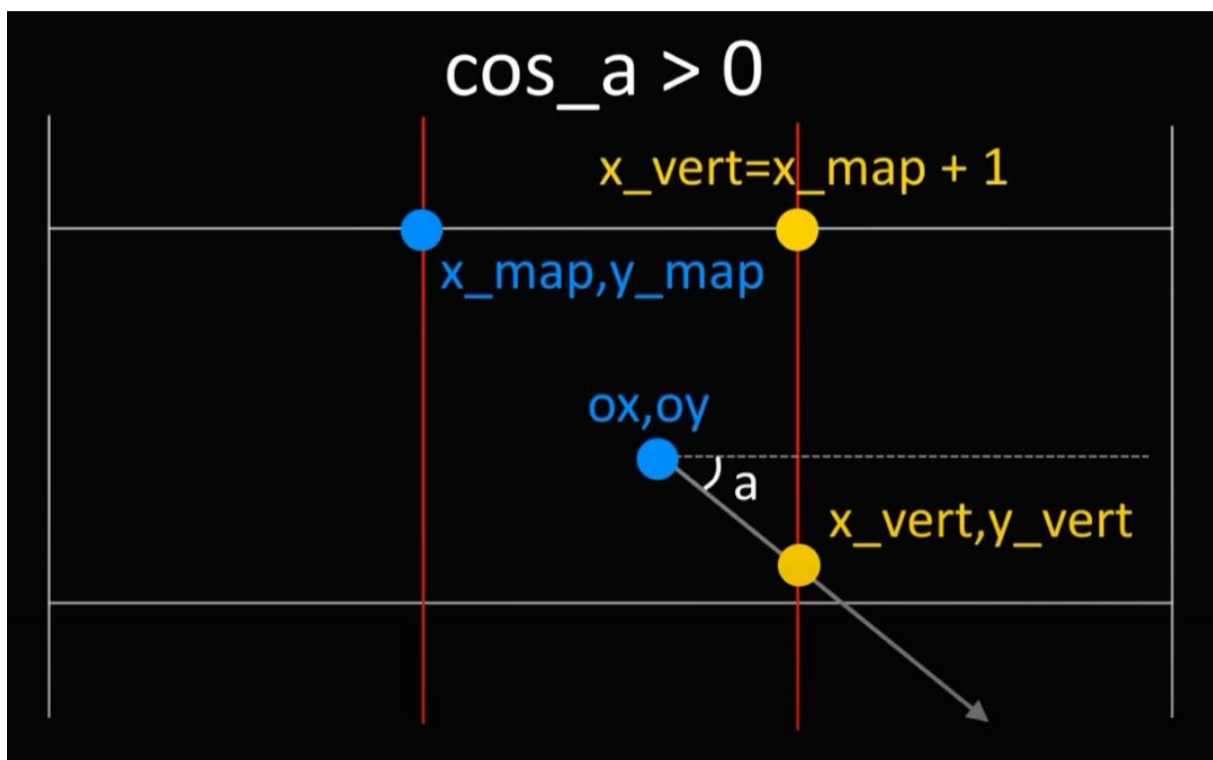 cos_a > 0
x_vert=x_map + 1
x_map,y_map
ox,oy
a
x_vert,y_vert